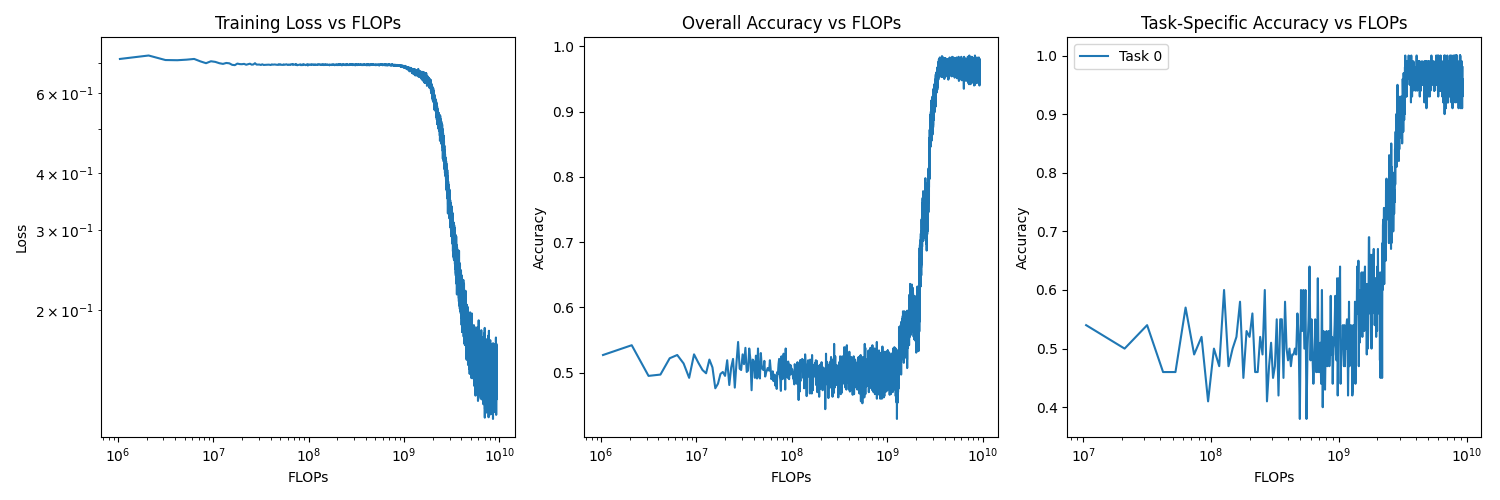 Training Loss vs FLOPs
Loss
6 × 10⁻¹
4 × 10⁻¹
3 × 10⁻¹
2 × 10⁻¹
10⁶ 10⁷ 10⁸ 10⁹ 10¹⁰
FLOPs
Overall Accuracy vs FLOPs
Accuracy
1.0
0.9
0.8
0.7
0.6
0.5
10⁶ 10⁷ 10⁸ 10⁹ 10¹⁰
FLOPs
Task-Specific Accuracy vs FLOPs
Task 0
Accuracy
1.0
0.9
0.8
0.7
0.6
0.5
0.4
10⁷ 10⁸ 10⁹ 10¹⁰
FLOPs